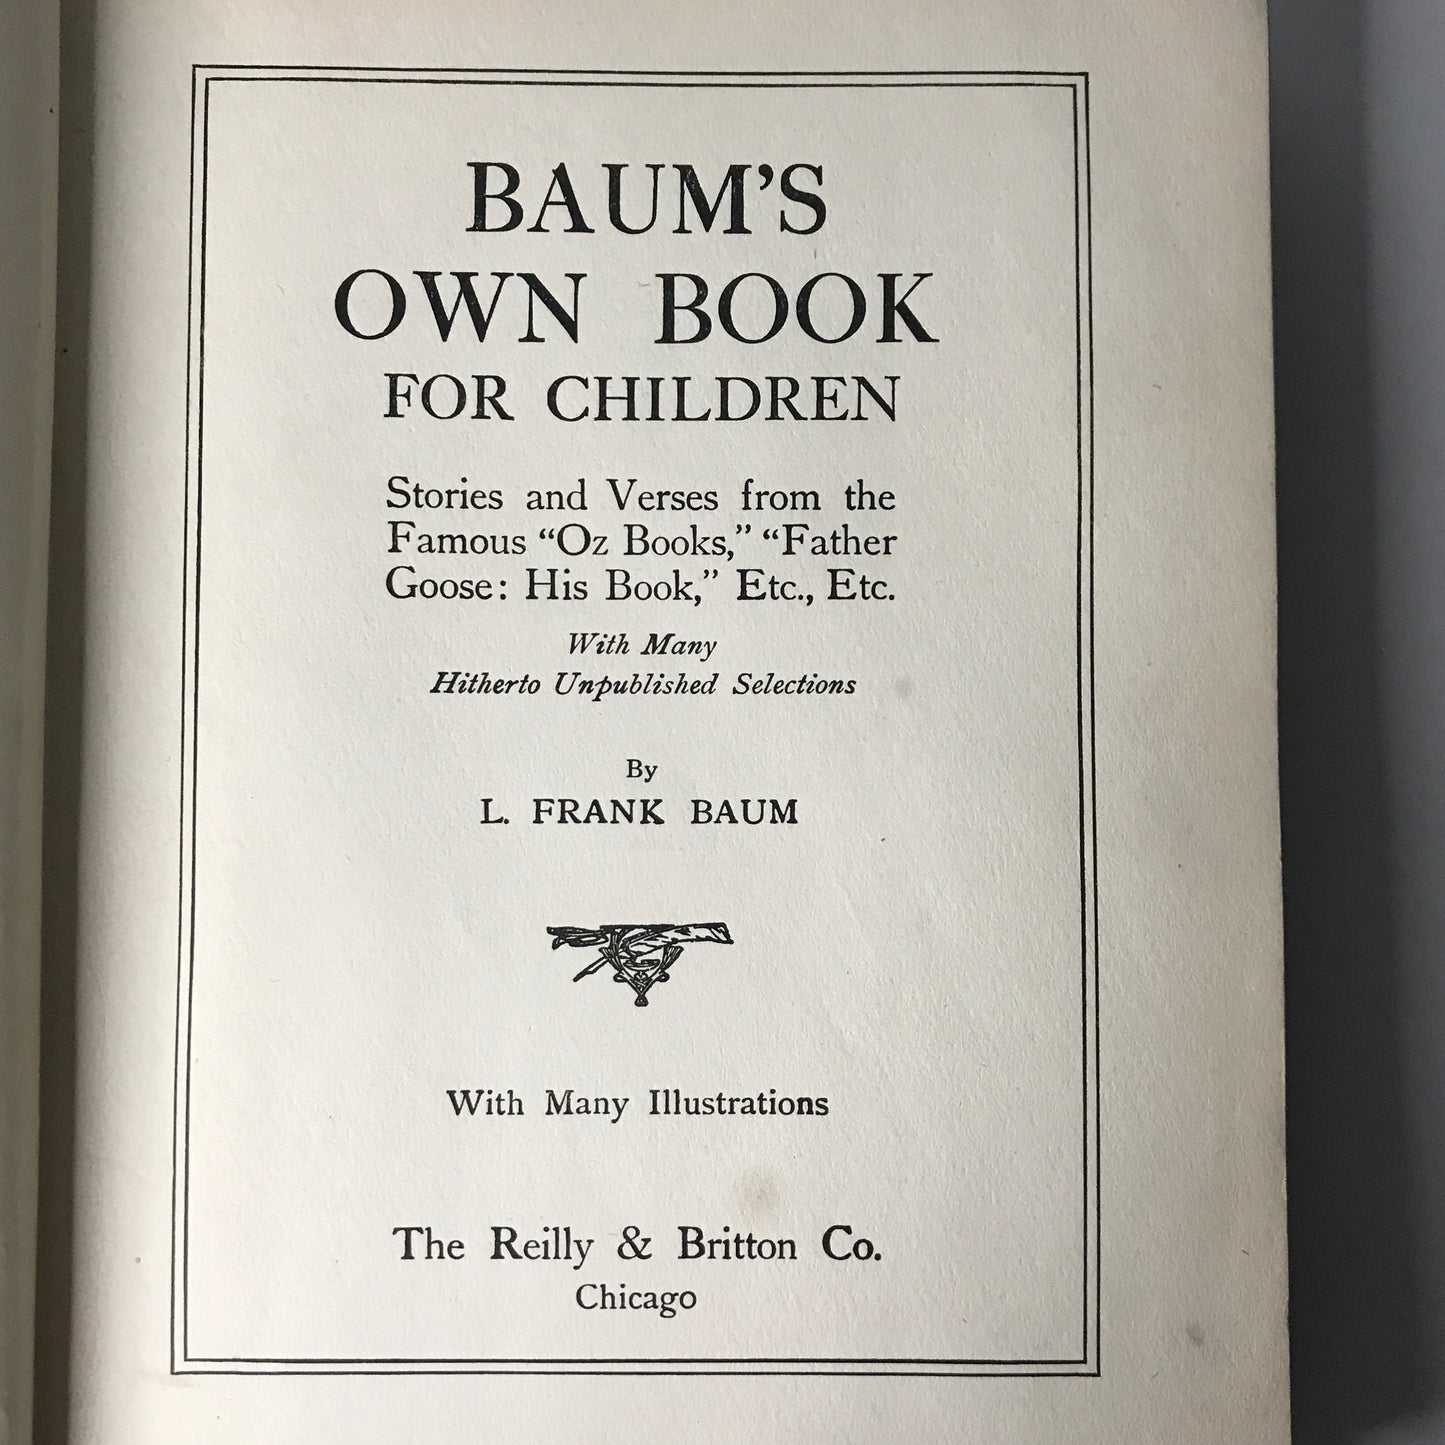 BAUM’S
OWN BOOK
FOR CHILDREN
Stories and Verses from the
Famous “Oz Books,” “Father
Goose: His Book,” Etc., Etc.
With Many
Hitherto Unpublished Selections
By
L. FRANK BAUM
With Many Illustrations
The Reilly & Britton Co.
Chicago